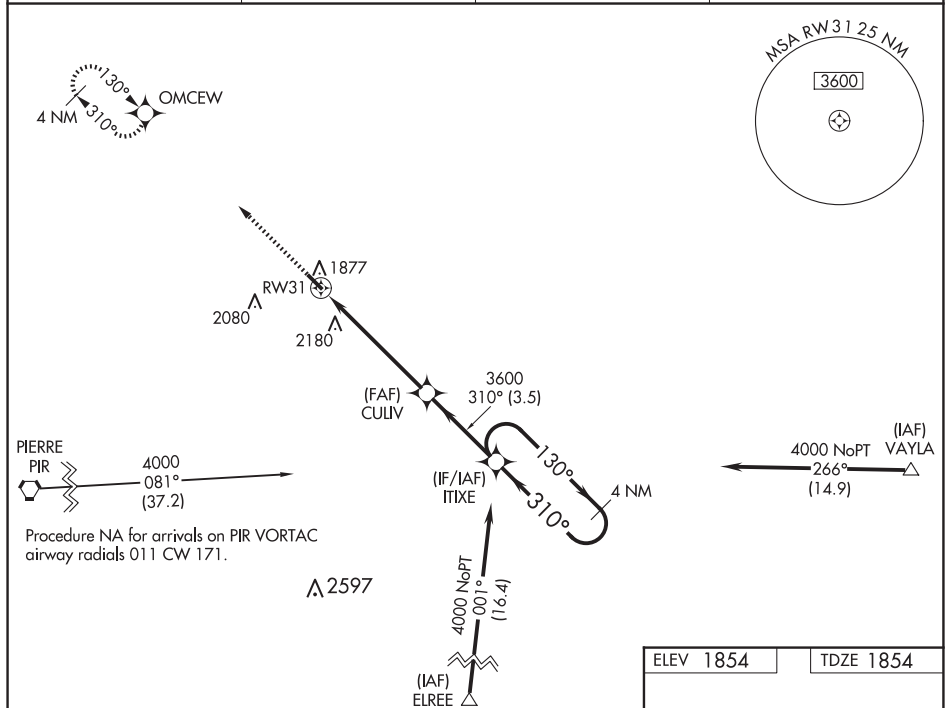 MSA RW31 25 NM
3600
130°
OMCEW
4 NM
310°
1877
RW31
2080
2180
3600
310° (3.5)
(FAF)
CULIV
PIERRE
PIR
4000
081°
(37.2)
(IF/IAF)
ITIXE
130°
310°
4 NM
(IAF)
VAYLA
4000 NoPT
266°
(14.9)
Procedure NA for arrivals on PIR VORTAC
airway radials 011 CW 171.
2597
4000 NoPT
001°
(16.4)
(IAF)
ELREE
ELEV 1854
TDZE 1854